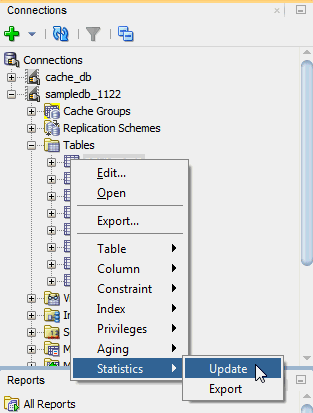 Connections
Connections
cache_db
sampledb_1122
Cache Groups
Replication Schemes
Tables
Edit...
Open
Export...
Table
Column
Constraint
Index
Privileges
Aging
Statistics
Update
Export
Reports
All Reports